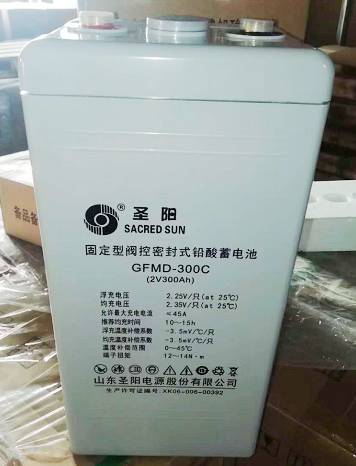 圣阳
®
SACRED SUN
固定型阀控密封式铅酸蓄电池
GFMD-300C
(2V300Ah)
浮充电压 2.25V/只(at 25℃)
均充电压 2.35V/只(at 25℃)
允许最大充电电流 ≤45A
推荐均充时间 10~15h
浮充温度补偿系数 -3.5mV/℃·只
均充温度补偿系数 -3.5mV/℃·只
温度补偿范围 0~45℃
端子扭矩 12~14N·m
山东圣阳电源股份有限公司
生产许可证编号: XK06-006-00392
备品备